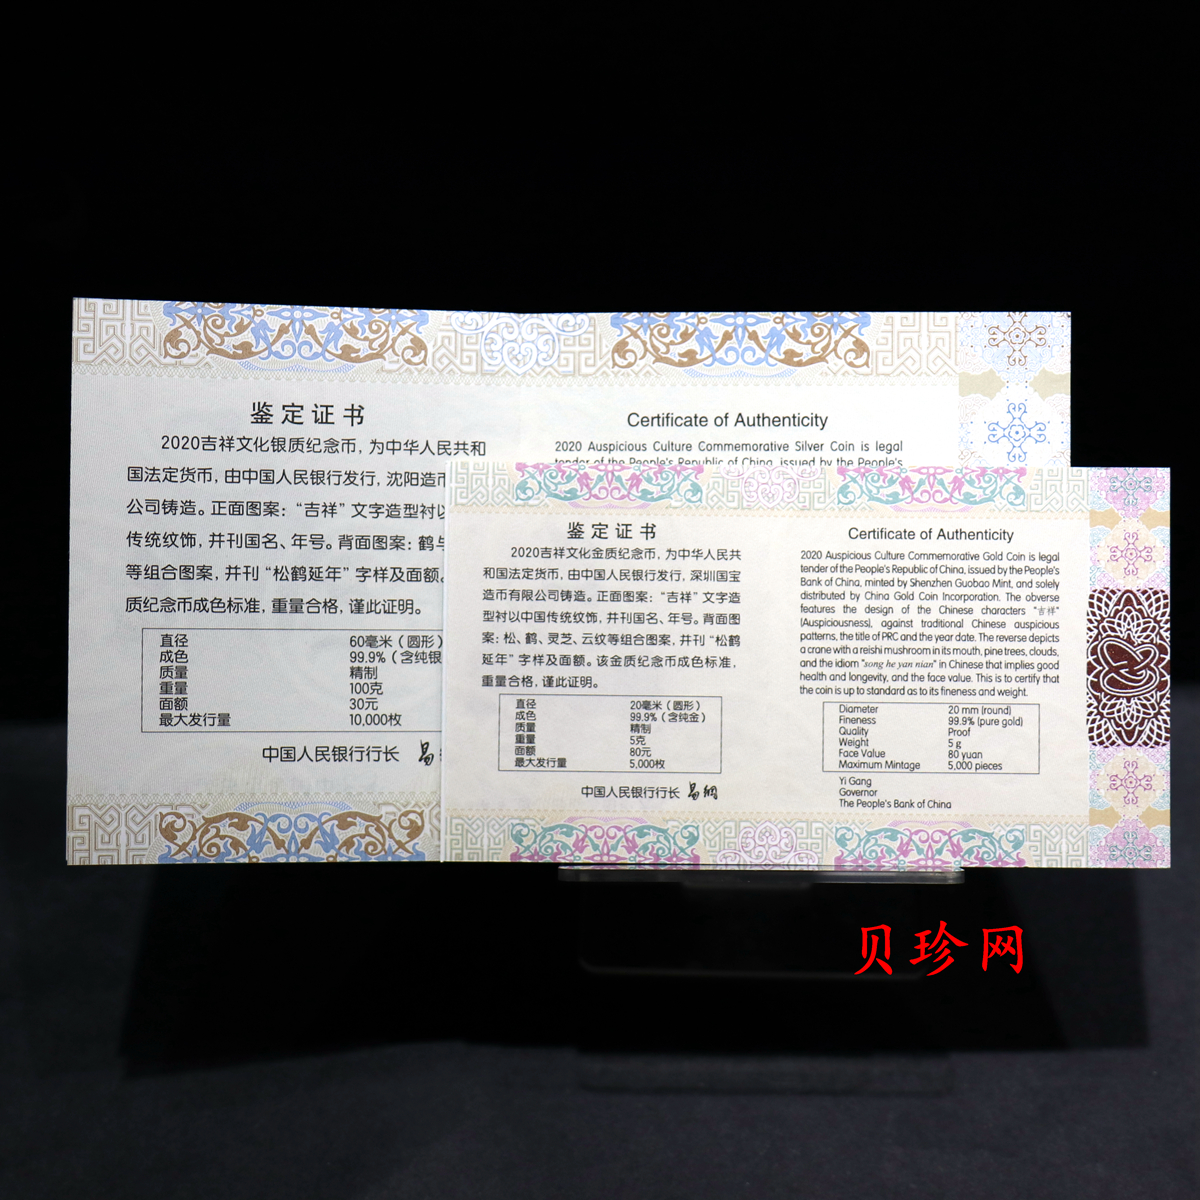 鉴定证书
2020吉祥文化银质纪念币，为中华人民共和
国法定货币，由中国人民银行发行，沈阳造币
公司铸造。正面图案：“吉祥”文字造型衬以
传统纹饰，并刊国名、年号。背面图案：鹤与
等组合图案，并刊“松鹤延年”字样及面额。
质纪念币成色标准，重量合格，谨此证明。
直径 60毫米（圆形）
成色 99.9%（含纯银
质量 精制
重量 100克
面额 30元
最大发行量 10,000枚
中国人民银行行长 易
Certificate of Authenticity
2020 Auspicious Culture Commemorative Silver Coin is legal
tender of the People's Republic of China, issued by the People's
鉴定证书
2020吉祥文化金质纪念币，为中华人民共
和国法定货币，由中国人民银行发行，深圳国宝
造币有限公司铸造。正面图案：“吉祥”文字造
型衬以中国传统纹饰，并刊国名、年号。背面图
案：松、鹤、灵芝、云纹等组合图案，并刊“松鹤
延年”字样及面额。该金质纪念币成色标准，
重量合格，谨此证明。
直径 20毫米（圆形）
成色 99.9%（含纯金）
质量 精制
重量 5克
面额 80元
最大发行量 5,000枚
中国人民银行行长 易纲
Certificate of Authenticity
2020 Auspicious Culture Commemorative Gold Coin is legal
tender of the People's Republic of China, issued by the People's
Bank of China, minted by Shenzhen Guobao Mint, and solely
distributed by China Gold Coin Incorporation. The obverse
features the design of the Chinese characters “吉祥”
(Auspiciousness), against traditional Chinese auspicious
patterns, the title of PRC and the year date. The reverse depicts
a crane with a reishi mushroom in its mouth, pine trees, clouds,
and the idiom "song he yan nian" in Chinese that implies good
health and longevity, and the face value. This is to certify that
the coin is up to standard as to its fineness and weight.
Diameter 20 mm (round)
Fineness 99.9% (pure gold)
Quality Proof
Weight 5 g
Face Value 80 yuan
Maximum Mintage 5,000 pieces
Yi Gang
Governor
The People's Bank of China
贝珍网